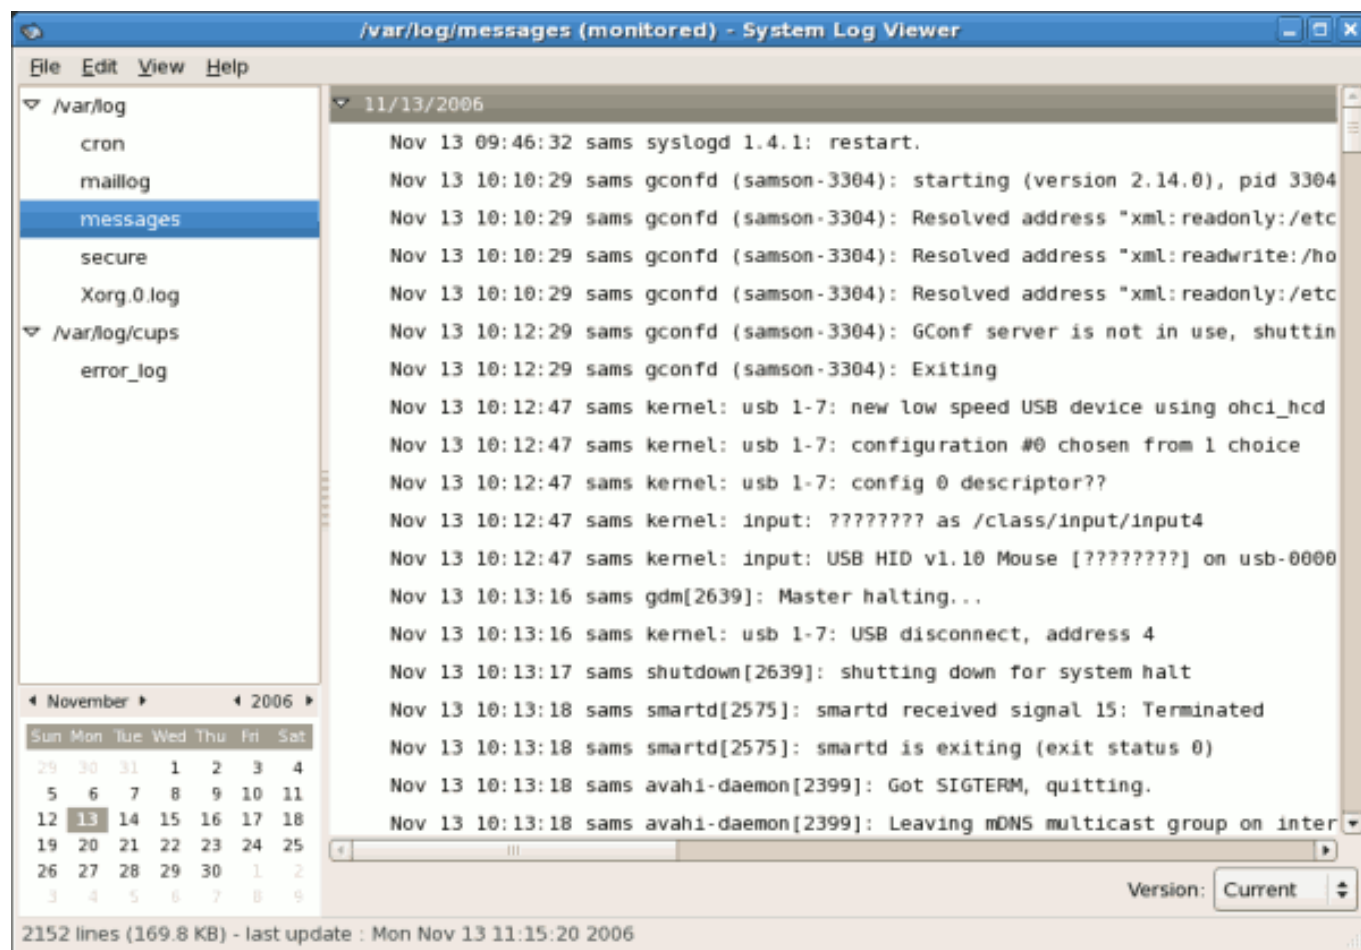 /var/log/messages (monitored) - System Log Viewer
File Edit View Help
/var/log
cron
maillog
messages
secure
Xorg.0.log
/var/log/cups
error_log
11/13/2006
Nov 13 09:46:32 sams syslogd 1.4.1: restart.
Nov 13 10:10:29 sams gconfd (samson-3304): starting (version 2.14.0), pid 3304
Nov 13 10:10:29 sams gconfd (samson-3304): Resolved address "xml:readonly:/etc
Nov 13 10:10:29 sams gconfd (samson-3304): Resolved address "xml:readwrite:/ho
Nov 13 10:10:29 sams gconfd (samson-3304): Resolved address "xml:readonly:/etc
Nov 13 10:12:29 sams gconfd (samson-3304): GConf server is not in use, shuttin
Nov 13 10:12:29 sams gconfd (samson-3304): Exiting
Nov 13 10:12:47 sams kernel: usb 1-7: new low speed USB device using ohci_hcd
Nov 13 10:12:47 sams kernel: usb 1-7: configuration #0 chosen from 1 choice
Nov 13 10:12:47 sams kernel: usb 1-7: config 0 descriptor??
Nov 13 10:12:47 sams kernel: input: ???????? as /class/input/input4
Nov 13 10:12:47 sams kernel: input: USB HID v1.10 Mouse [????????] on usb-0000
Nov 13 10:13:16 sams gdm[2639]: Master halting...
Nov 13 10:13:16 sams kernel: usb 1-7: USB disconnect, address 4
Nov 13 10:13:17 sams shutdown[2639]: shutting down for system halt
Nov 13 10:13:18 sams smartd[2575]: smartd received signal 15: Terminated
Nov 13 10:13:18 sams smartd[2575]: smartd is exiting (exit status 0)
Nov 13 10:13:18 sams avahi-daemon[2399]: Got SIGTERM, quitting.
Nov 13 10:13:18 sams avahi-daemon[2399]: Leaving mDNS multicast group on inter
November 2006
Sun Mon Tue Wed Thu Fri Sat
29 30 31 1 2 3 4
5 6 7 8 9 10 11
12 13 14 15 16 17 18
19 20 21 22 23 24 25
26 27 28 29 30 1 2
3 4 5 6 7 8 9
Version: Current
2152 lines (169.8 KB) - last update : Mon Nov 13 11:15:20 2006